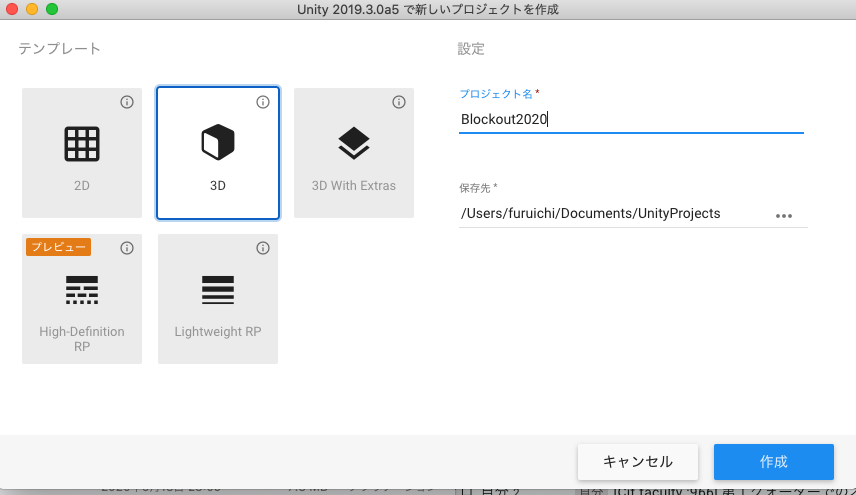 Unity 2019.3.0a5 で新しいプロジェクトを作成
テンプレート
2D
3D
3D With Extras
プレビュー
High-Definition
RP
Lightweight RP
設定
プロジェクト名 *
Blockout2020
保存先 *
/Users/furuichi/Documents/UnityProjects
キャンセル
作成